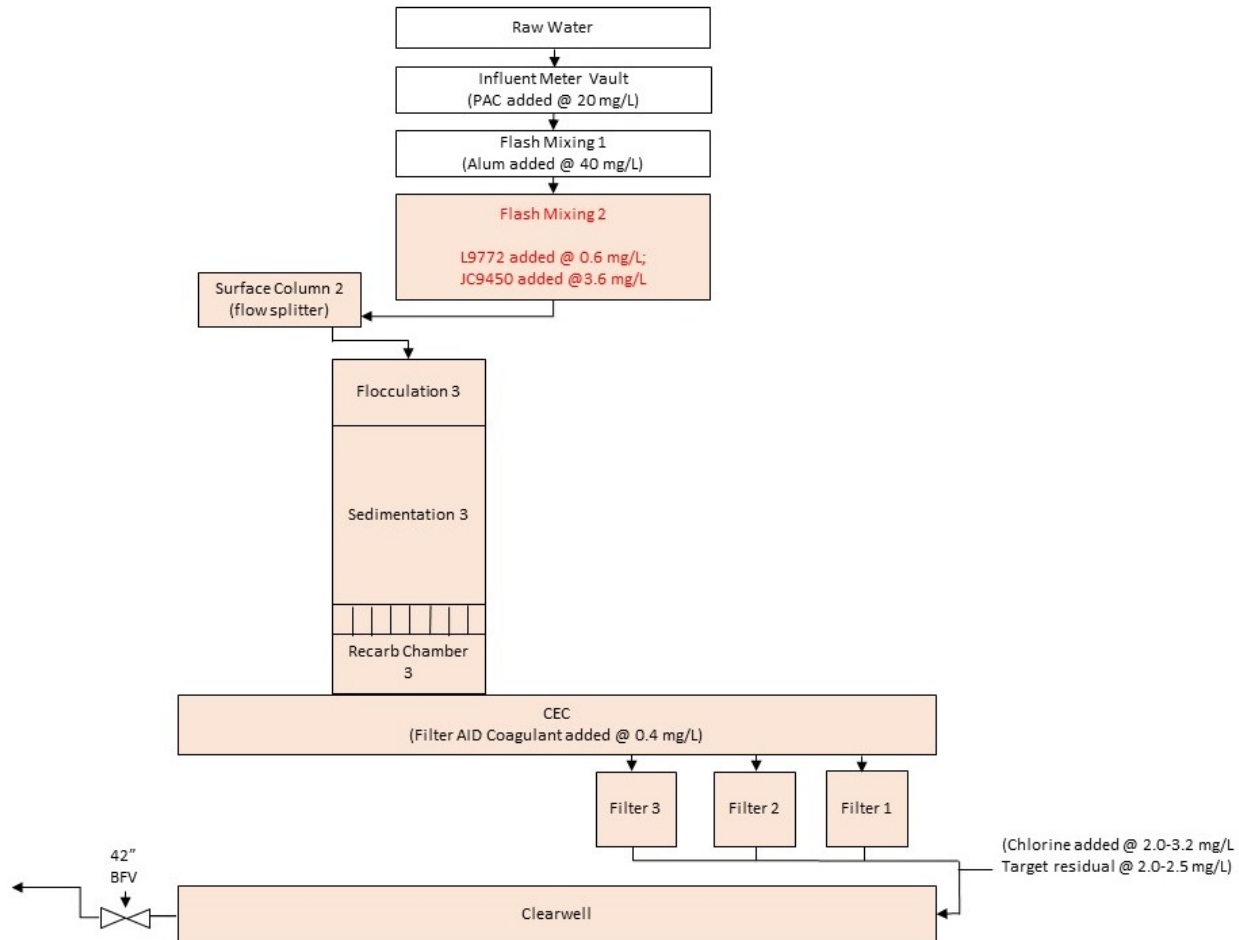 Raw Water
Influent Meter Vault
(PAC added @ 20 mg/L)
Flash Mixing 1
(Alum added @ 40 mg/L)
Flash Mixing 2
L9772 added @ 0.6 mg/L;
JC9450 added @3.6 mg/L
Surface Column 2
(flow splitter)
Flocculation 3
Sedimentation 3
Recarb Chamber
3
CEC
(Filter AID Coagulant added @ 0.4 mg/L)
Filter 3
Filter 2
Filter 1
(Chlorine added @ 2.0-3.2 mg/L
Target residual @ 2.0-2.5 mg/L)
42”
BFV
Clearwell